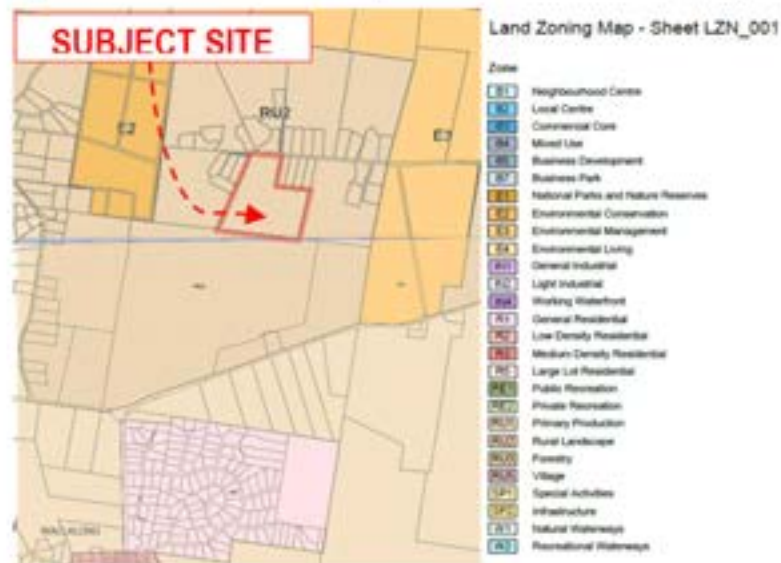 SUBJECT SITE
RU2
E2
E3
WALLALONG
Land Zoning Map - Sheet LZN_001
Zone
B1 Neighbourhood Centre
B2 Local Centre
B3 Commercial Core
B4 Mixed Use
B5 Business Development
B7 Business Park
E1 National Parks and Nature Reserves
E2 Environmental Conservation
E3 Environmental Management
E4 Environmental Living
IN1 General Industrial
IN2 Light Industrial
IN4 Working Waterfront
R1 General Residential
R2 Low Density Residential
R3 Medium Density Residential
R5 Large Lot Residential
RE1 Public Recreation
RE2 Private Recreation
RU1 Primary Production
RU2 Rural Landscape
RU3 Forestry
RU5 Village
SP1 Special Activities
SP2 Infrastructure
W1 Natural Waterways
W2 Recreational Waterways